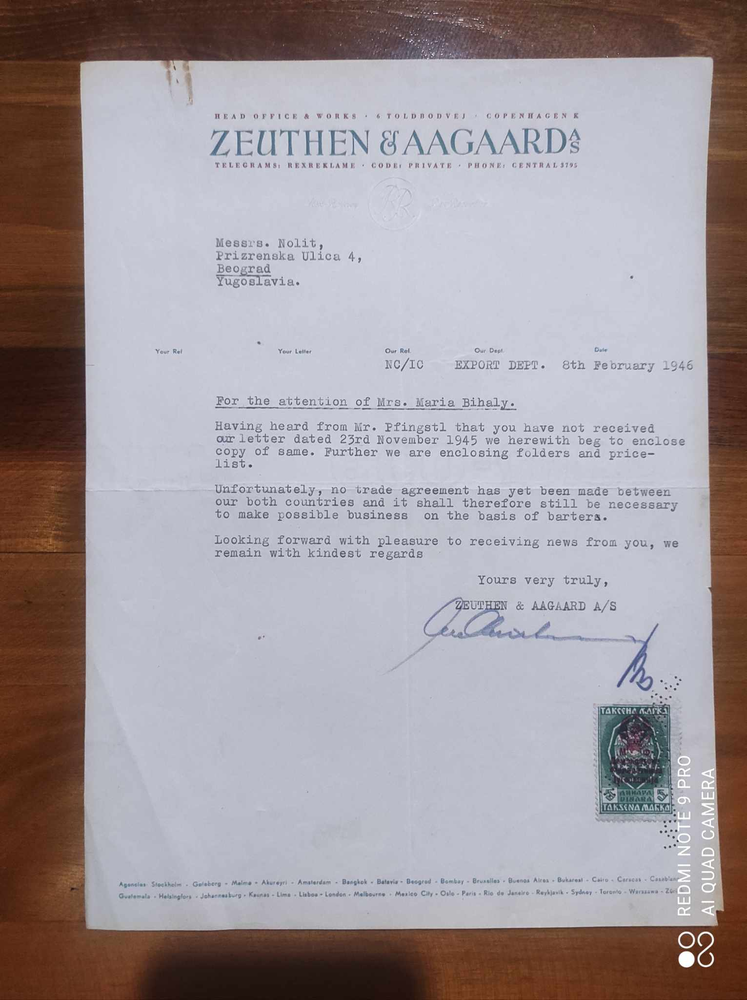 HEAD OFFICE & WORKS · 6 TOLDBODVEJ · COPENHAGEN K
ZEUTHEN & AAGAARD A/S
TELEGRAMS: REXREKLAME · CODE: PRIVATE · PHONE: CENTRAL 3795
RR
Messrs. Nolit,
Prizrenska Ulica 4,
Beograd
Yugoslavia.
Your Ref Your Letter Our Ref. Our Dept. Date
NC/IC EXPORT DEPT. 8th February 1946
For the attention of Mrs. Maria Bihaly.
Having heard from Mr. Pfingstl that you have not received
our letter dated 23rd November 1945 we herewith beg to enclose
copy of same. Further we are enclosing folders and price-
list.
Unfortunately, no trade agreement has yet been made between
our both countries and it shall therefore still be necessary
to make possible business on the basis of barters.
Looking forward with pleasure to receiving news from you, we
remain with kindest regards
Yours very truly,
ZEUTHEN & AAGAARD A/S
ТАКСЕНА МАРКА
5 ДИНАРА 5
DINARA
TAKSENA MARKA
Agencies: Stockholm - Gøteborg - Malmø - Akureyri - Amsterdam - Bangkok - Batavia - Beograd - Bombay - Bruxelles - Buenos Aires - Bukarest - Cairo - Caracas - Casablan
Guatemala - Helsingfors - Johannesburg - Kaunas - Lima - Lisboa - London - Melbourne - Mexico City - Oslo - Paris - Rio de Janeiro - Reykjavik - Sydney - Toronto - Warszawa - Züri
REDMI NOTE 9 PRO
AI QUAD CAMERA